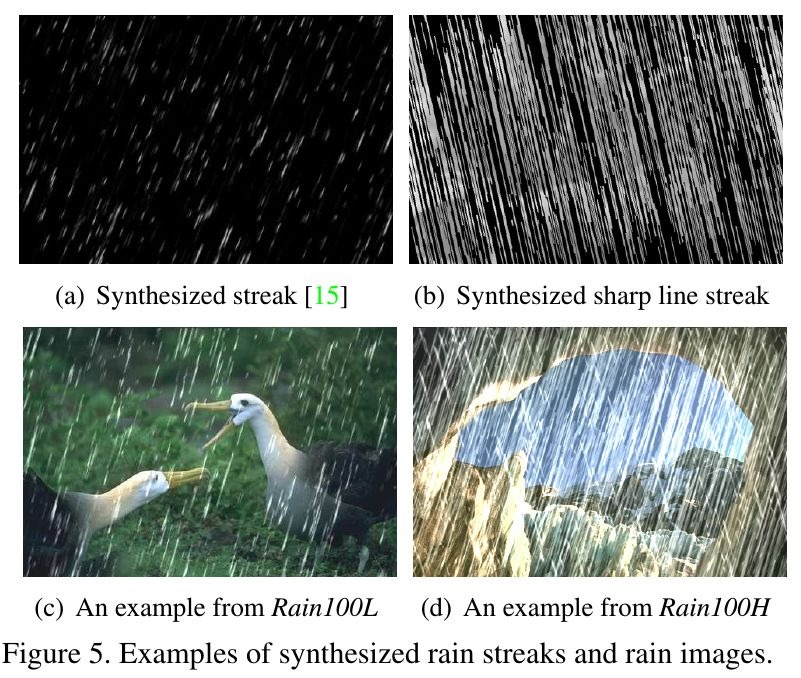 (a) Synthesized streak [15]
(b) Synthesized sharp line streak
(c) An example from Rain100L
(d) An example from Rain100H
Figure 5. Examples of synthesized rain streaks and rain images.